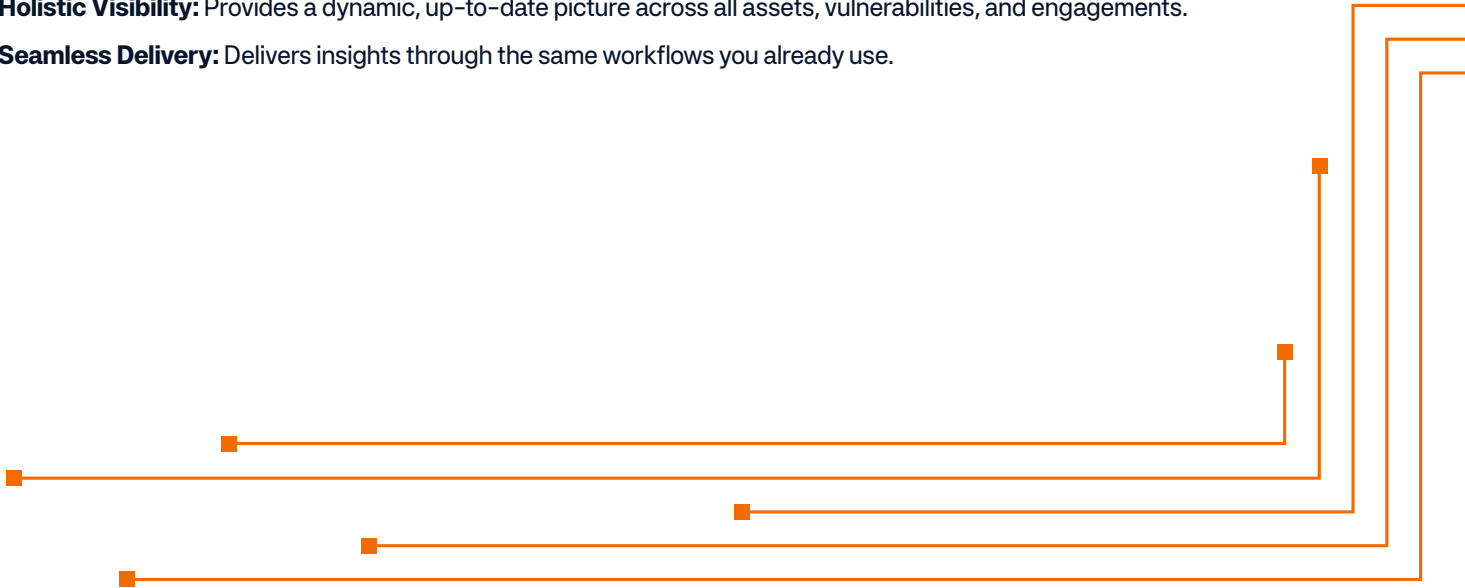 Holistic Visibility: Provides a dynamic, up-to-date picture across all assets, vulnerabilities, and engagements.
Seamless Delivery: Delivers insights through the same workflows you already use.